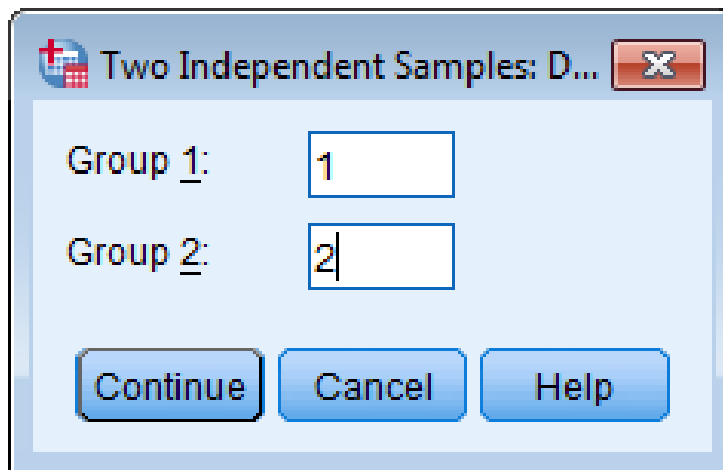 Two Independent Samples: D...
Group 1: 1
Group 2: 2
Continue Cancel Help